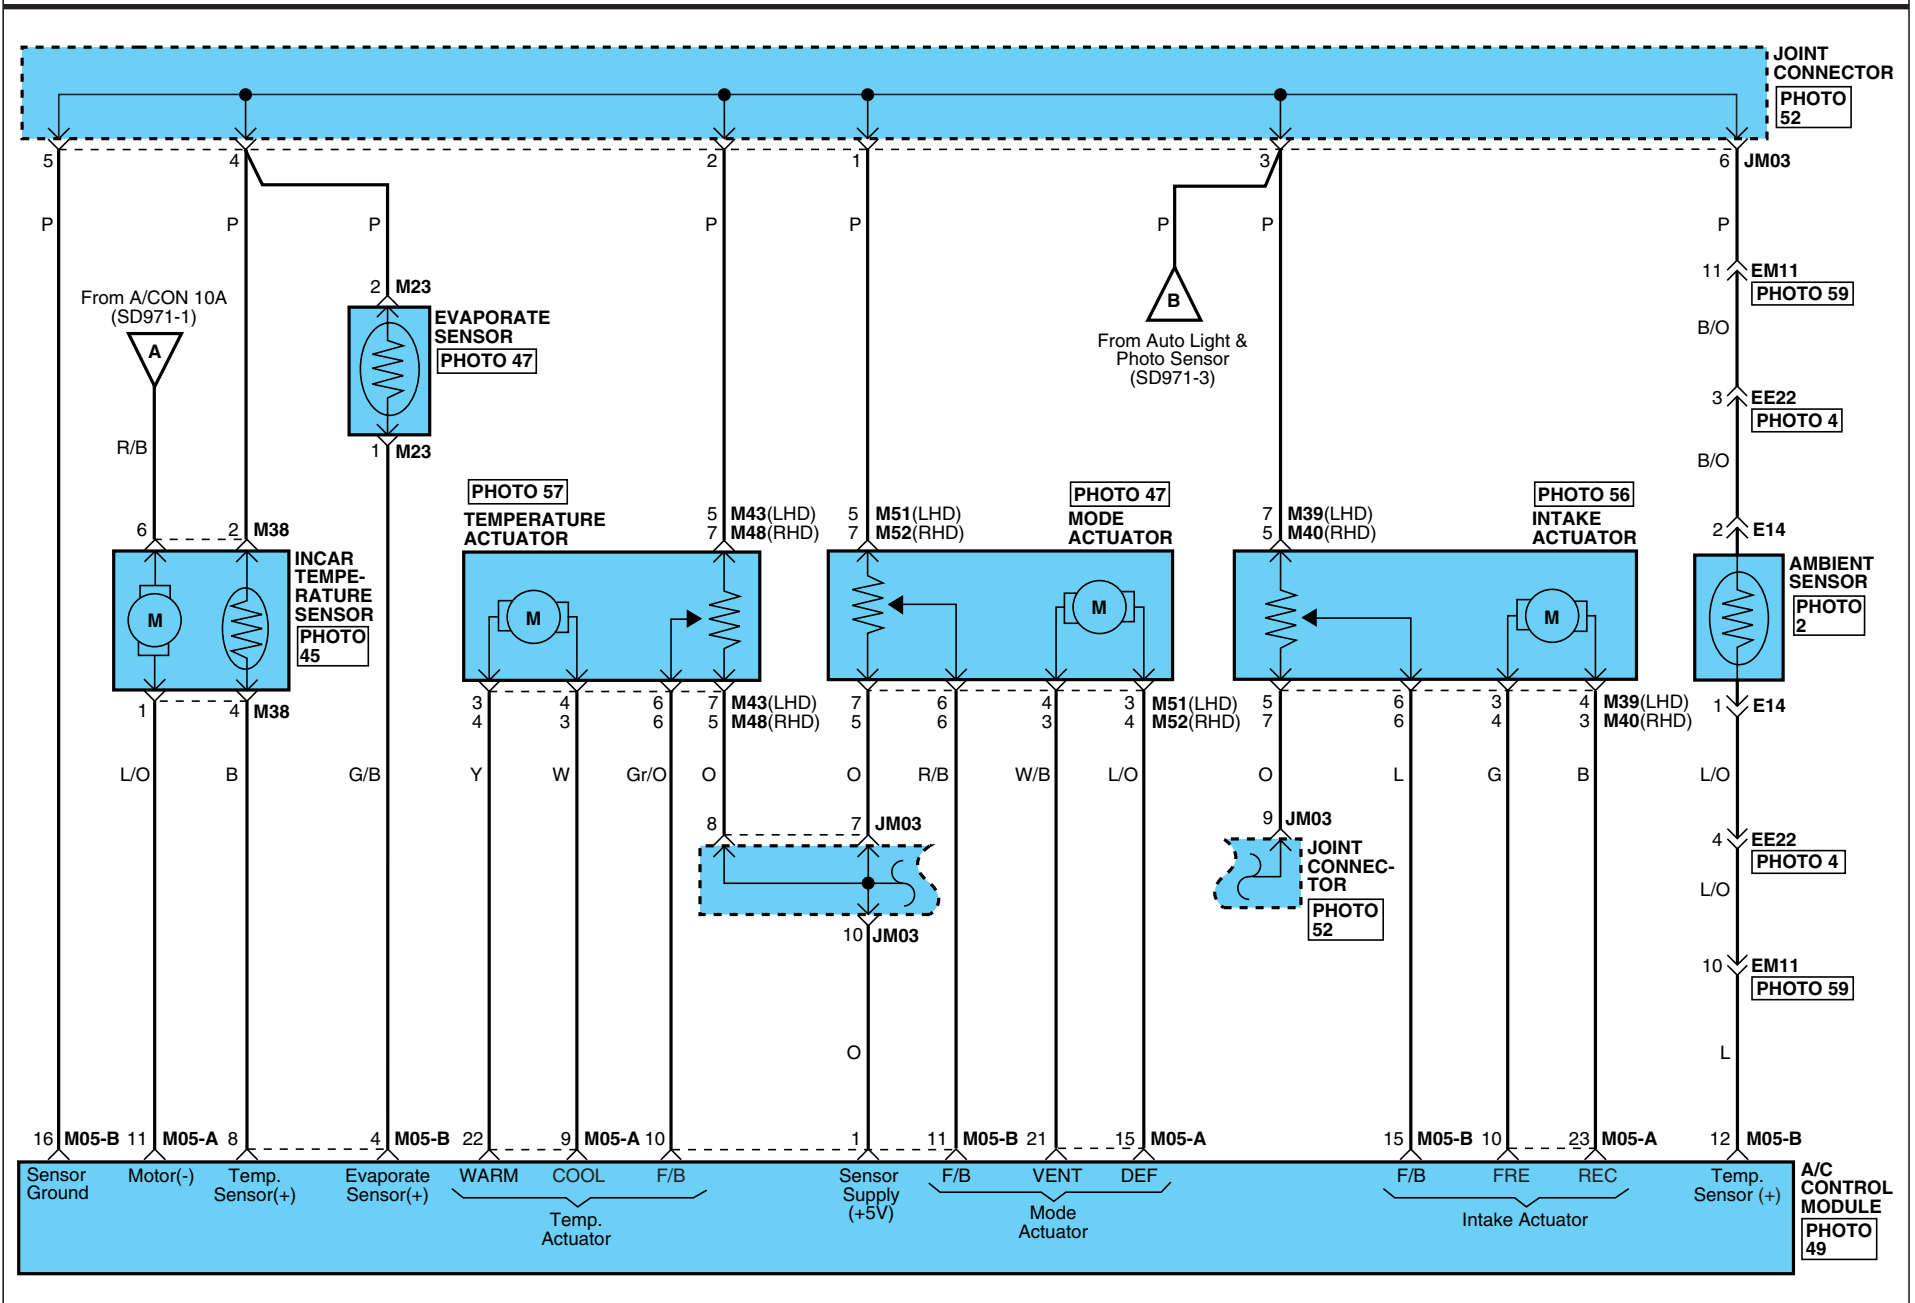 JOINT
CONNECTOR
PHOTO
52
5 4 2 1 3 6 JM03
P P P P P P P P
2 M23
11 EM11
PHOTO 59
From A/CON 10A
(SD971-1)
A
EVAPORATE
SENSOR
PHOTO 47
B
From Auto Light &
Photo Sensor
(SD971-3)
B/O
3 EE22
PHOTO 4
R/B
1 M23
B/O
PHOTO 57
TEMPERATURE
ACTUATOR
5 M43(LHD)
7 M48(RHD)
5 M51(LHD)
7 M52(RHD)
PHOTO 47
MODE
ACTUATOR
7 M39(LHD)
5 M40(RHD)
PHOTO 56
INTAKE
ACTUATOR
6 2 M38
2 E14
INCAR
TEMPE-
RATURE
SENSOR
PHOTO
45
M
M
M
M
AMBIENT
SENSOR
PHOTO
2
1 4 M38
3 4 6 7 M43(LHD)
4 3 6 5 M48(RHD)
7 6 4 3 M51(LHD)
5 6 3 4 M52(RHD)
5 6 3 4 M39(LHD)
7 6 4 3 M40(RHD)
1 E14
L/O B G/B Y W Gr/O O O R/B W/B L/O O L G B L/O
8 7 JM03
9 JM03
JOINT
CONNEC-
TOR
PHOTO
52
4 EE22
PHOTO 4
L/O
10 JM03
10 EM11
PHOTO 59
O L
16 M05-B 11 M05-A 8 4 M05-B 22 9 M05-A 10 1 11 M05-B 21 15 M05-A 15 M05-B 10 23 M05-A 12 M05-B
Sensor
Ground
Motor(-)
Temp.
Sensor(+)
Evaporate
Sensor(+)
WARM COOL F/B
Temp.
Actuator
Sensor
Supply
(+5V)
F/B VENT DEF
Mode
Actuator
F/B FRE REC
Intake Actuator
Temp.
Sensor (+)
A/C
CONTROL
MODULE
PHOTO
49